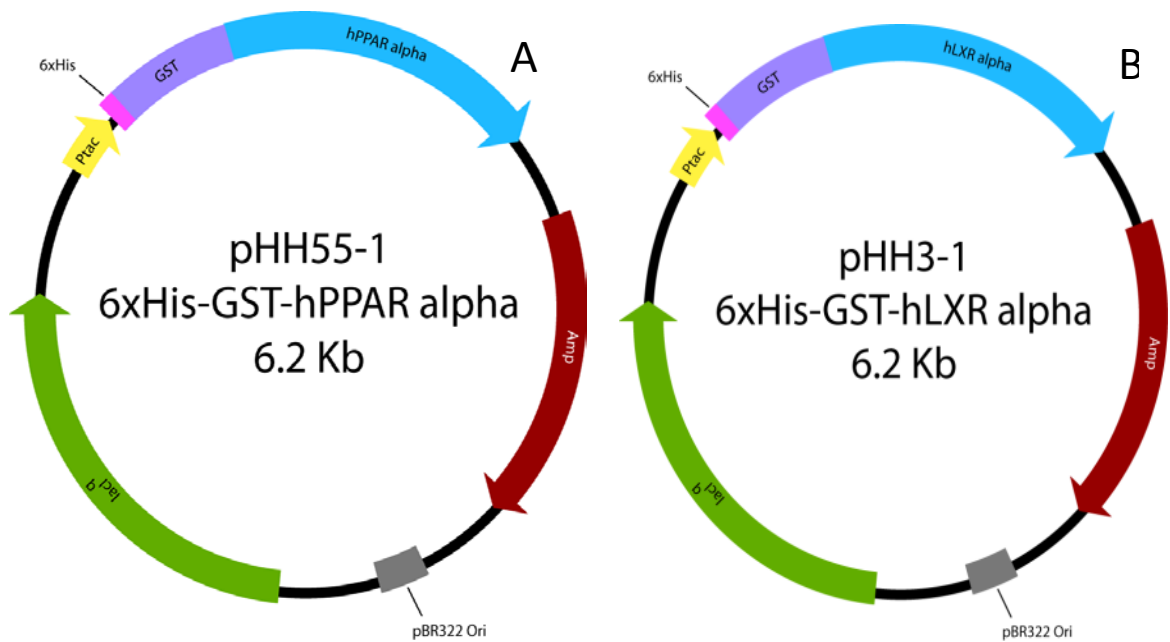 A
hPPAR alpha
GST
6xHis
Ptac
pHH55-1
6xHis-GST-hPPAR alpha
6.2 Kb
Amp
lacI q
pBR322 Ori
B
hLXR alpha
GST
6xHis
Ptac
pHH3-1
6xHis-GST-hLXR alpha
6.2 Kb
Amp
lacI q
pBR322 Ori